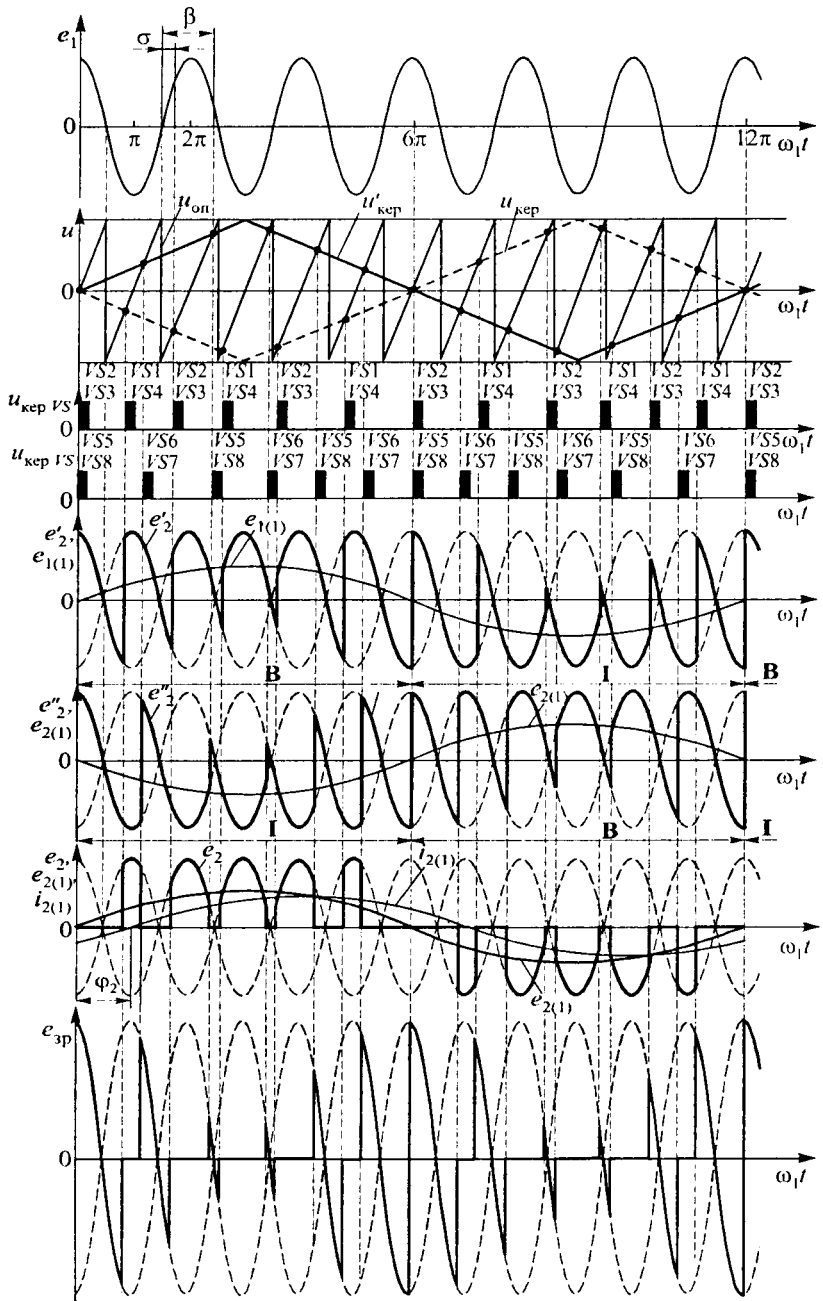 e₁
σ
β
0
π
2π
6π
12π
ω₁t
u
uоп
u′кер
uкер
0
ω₁t
VS2 VS1 VS2 VS1 VS2 VS1 VS2 VS1 VS2 VS1 VS2 VS1 VS2
VS3 VS4 VS3 VS4 VS3 VS4 VS3 VS4 VS3 VS4 VS3 VS4 VS3
uкер VS
0
ω₁t
VS5 VS6 VS5 VS6 VS5 VS6 VS5 VS6 VS5 VS6 VS5 VS6 VS5
VS8 VS7 VS8 VS7 VS8 VS7 VS8 VS7 VS8 VS7 VS8 VS7 VS8
uкер VS
0
ω₁t
e′₂,
e₁₍₁₎
e′₂
e₁₍₁₎
0
ω₁t
В
І
В
e″₂,
e₂₍₁₎
e″₂
e₂₍₁₎
0
ω₁t
І
В
І
e₂,
e₂₍₁₎,
i₂₍₁₎
e₂
i₂₍₁₎
0
ω₁t
φ₂
e₂₍₁₎
eзр
0
ω₁t